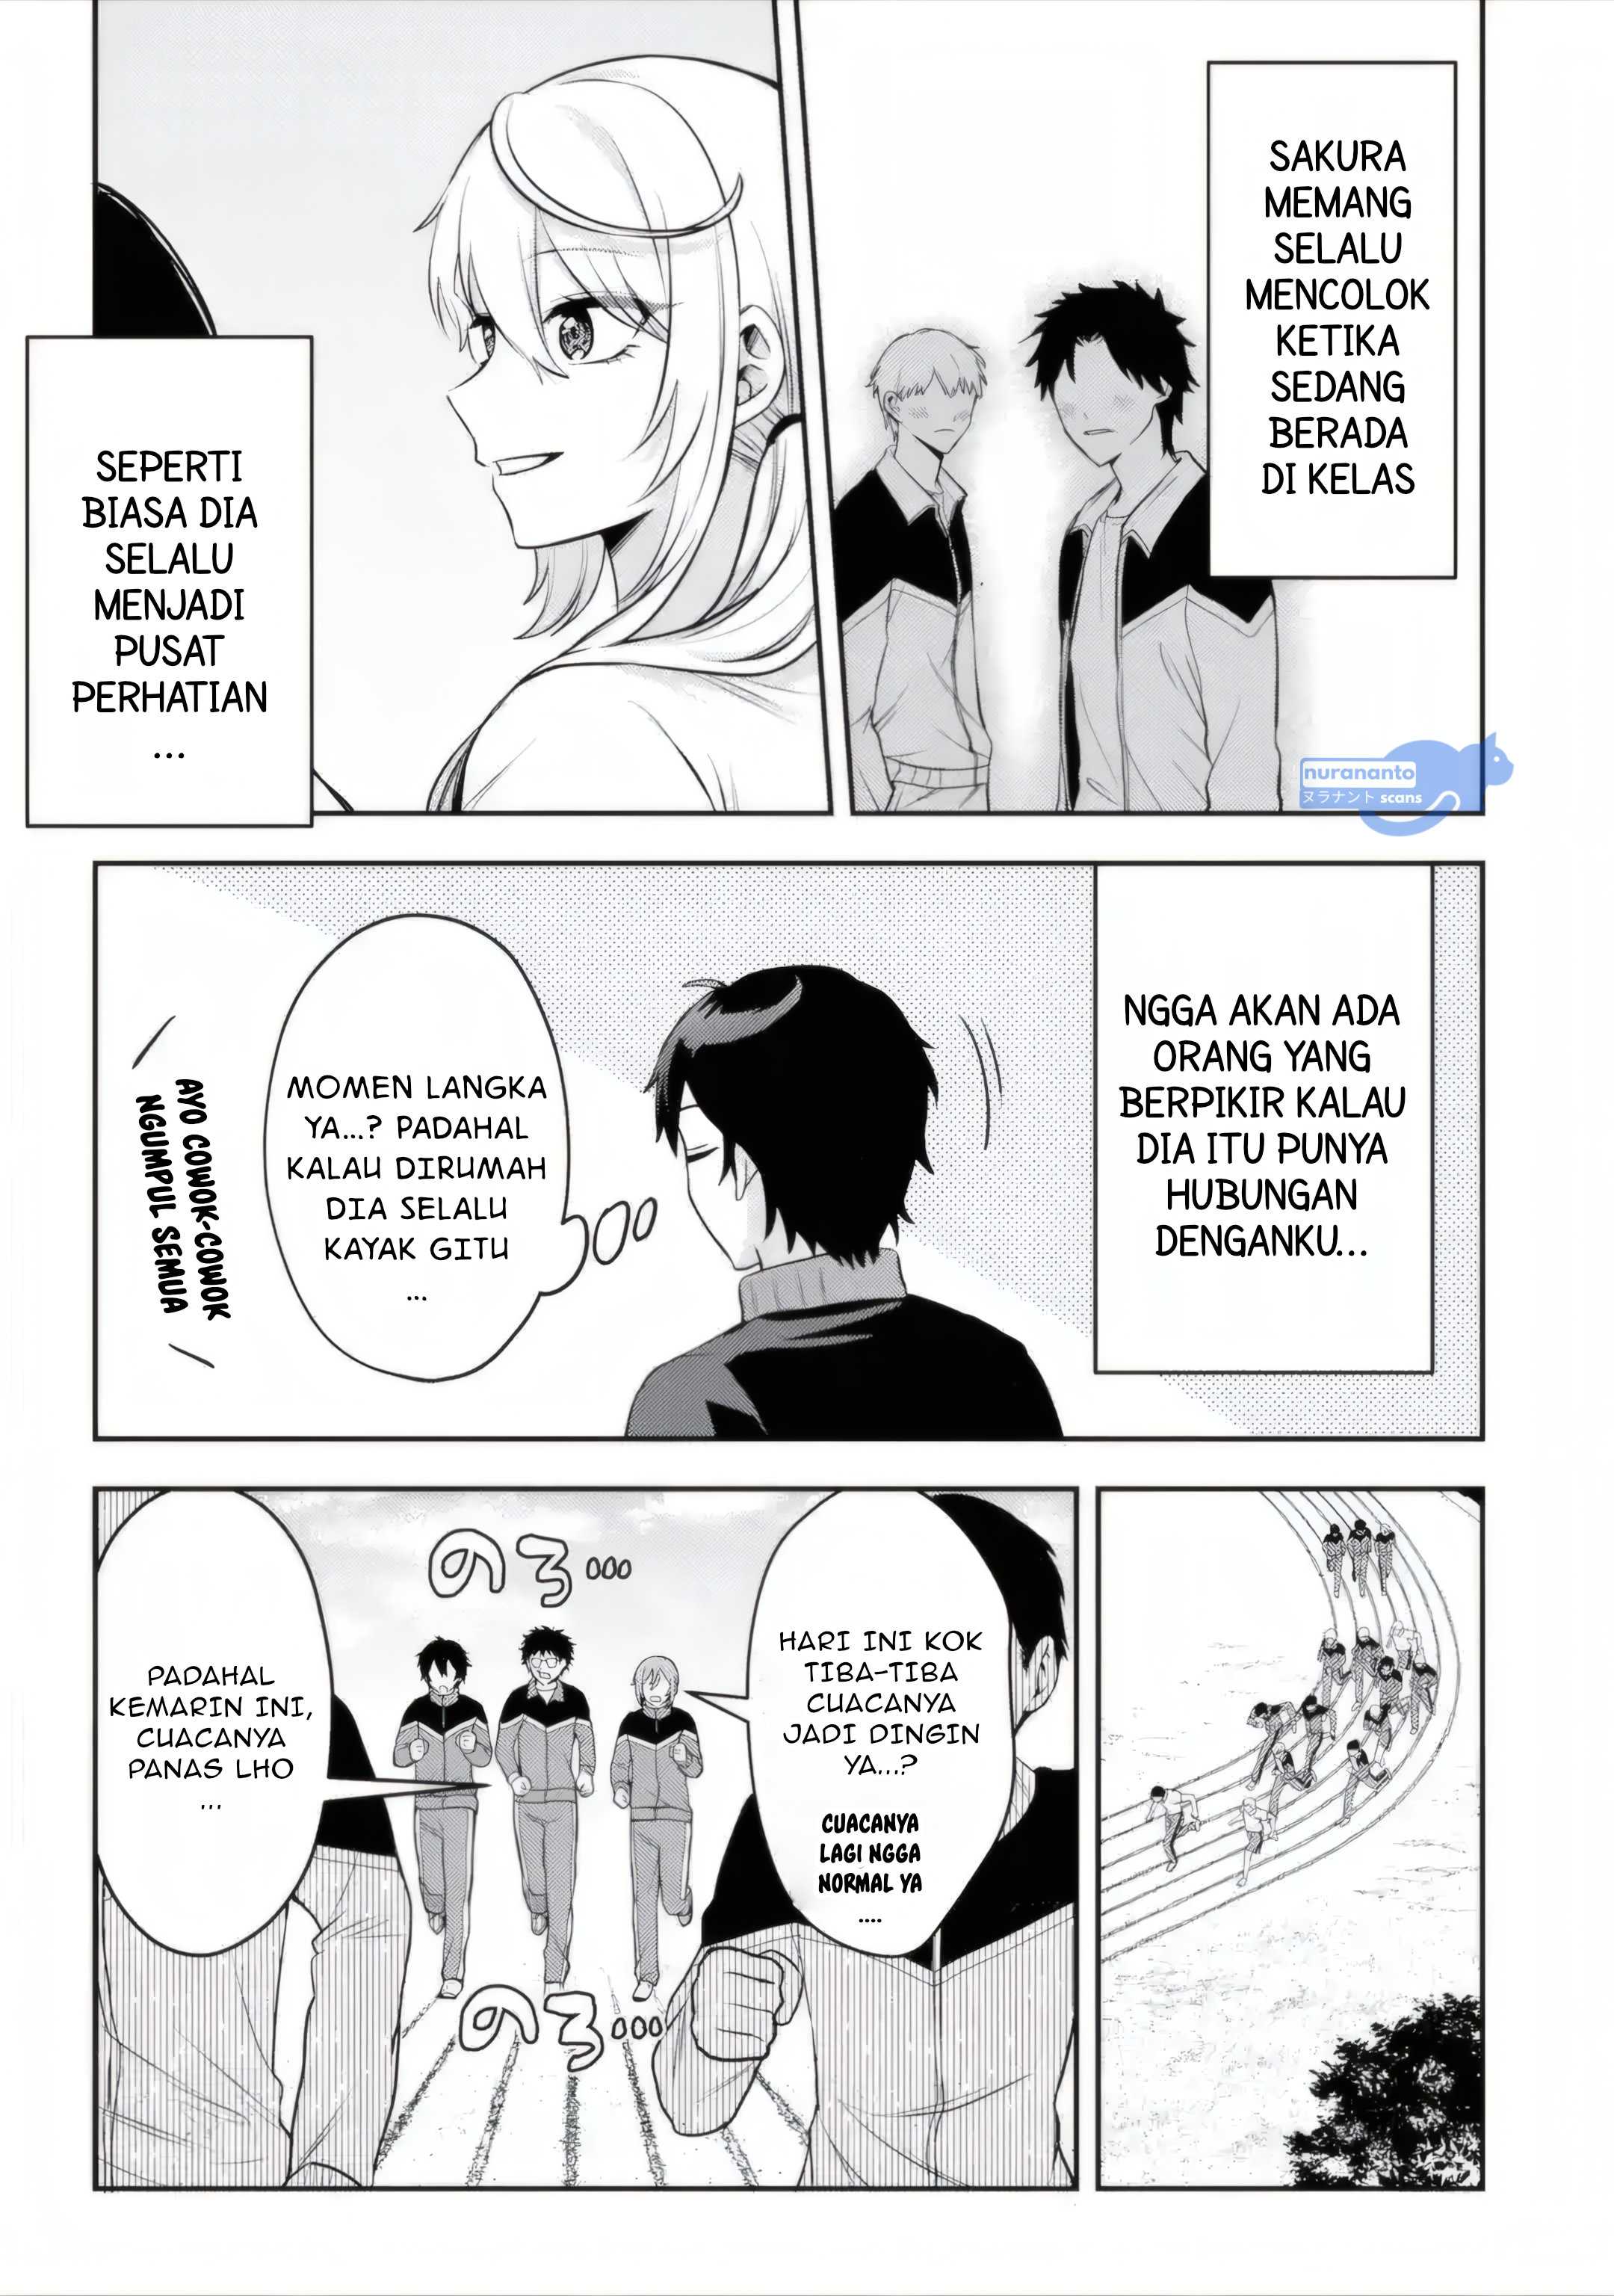 SAKURA
MEMANG
SELALU
MENCOLOK
KETIKA
SEDANG
BERADA
DI KELAS
SEPERTI
BIASA DIA
SELALU
MENJADI
PUSAT
PERHATIAN
...
nurananto
ヌラナント scans
NGGA AKAN ADA
ORANG YANG
BERPIKIR KALAU
DIA ITU PUNYA
HUBUNGAN
DENGANKU...
MOMEN LANGKA
YA...? PADAHAL
KALAU DIRUMAH
DIA SELALU
KAYAK GITU
...
AYO COWOK-COWOK
NGUMPUL SEMUA
HARI INI KOK
TIBA-TIBA
CUACANYA
JADI DINGIN
YA...?
CUACANYA
LAGI NGGA
NORMAL YA
....
のろ...
PADAHAL
KEMARIN INI,
CUACANYA
PANAS LHO
...
のろ...